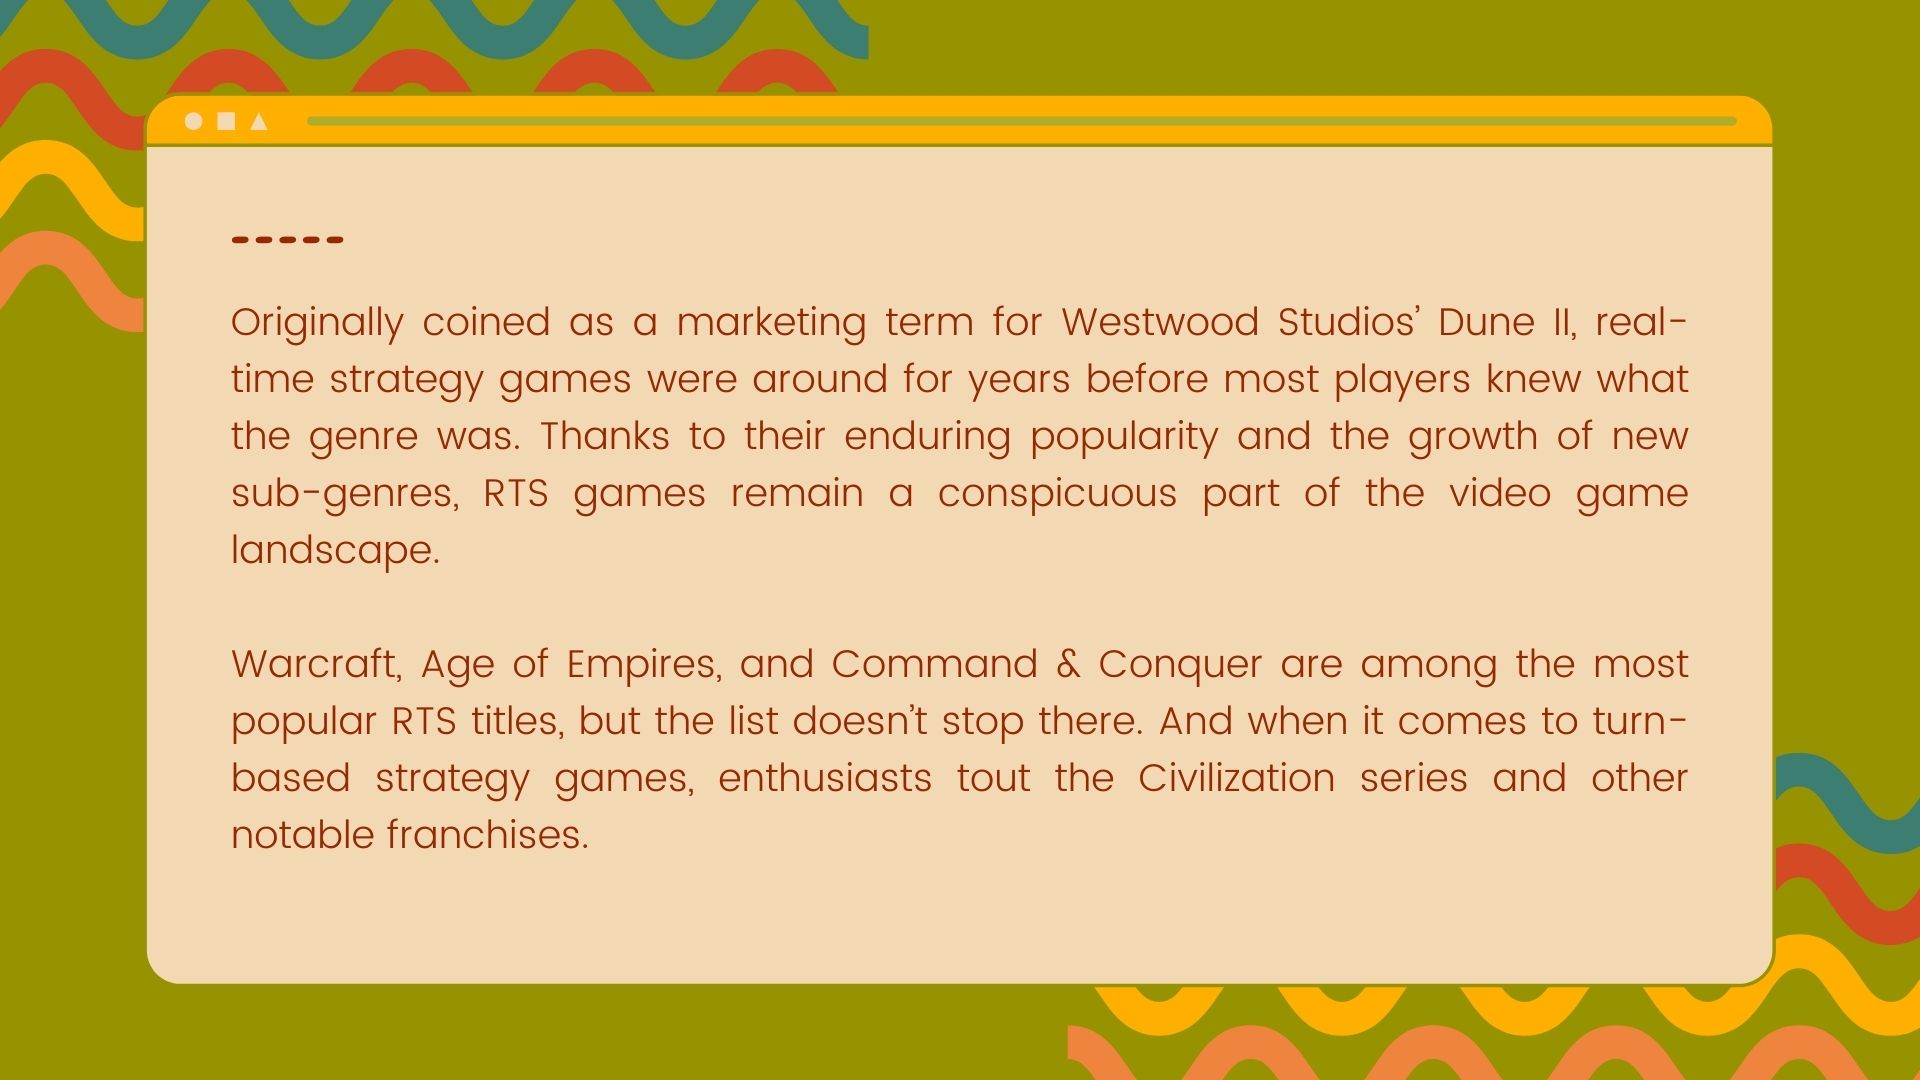 Originally coined as a marketing term for Westwood Studios’ Dune II, real-
time strategy games were around for years before most players knew what
the genre was. Thanks to their enduring popularity and the growth of new
sub-genres, RTS games remain a conspicuous part of the video game
landscape.
Warcraft, Age of Empires, and Command & Conquer are among the most
popular RTS titles, but the list doesn’t stop there. And when it comes to turn-
based strategy games, enthusiasts tout the Civilization series and other
notable franchises.